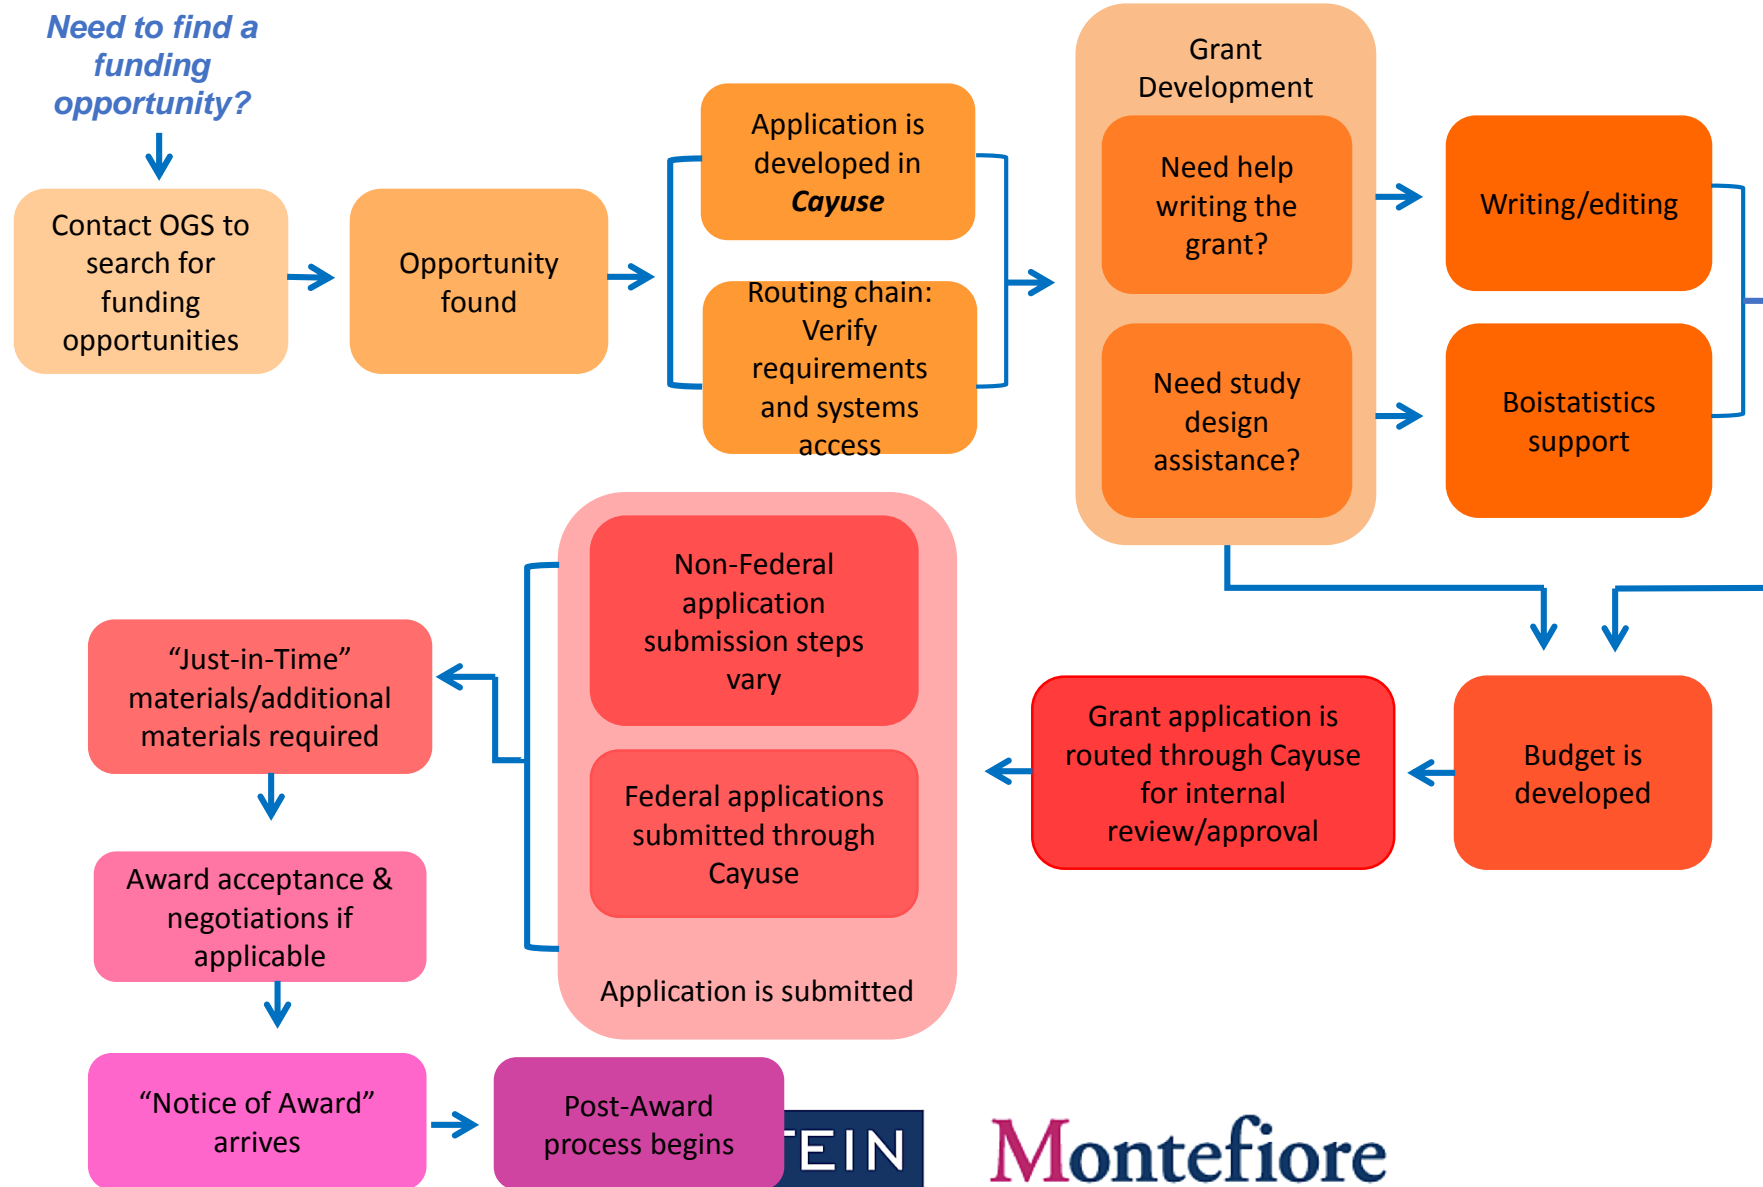 Need to find a
funding
opportunity?
Contact OGS to
search for
funding
opportunities
Opportunity
found
Application is
developed in
Cayuse
Routing chain:
Verify
requirements
and systems
access
Grant
Development
Need help
writing the
grant?
Need study
design
assistance?
Writing/editing
Boistatistics
support
Budget is
developed
Grant application is
routed through Cayuse
for internal
review/approval
Non-Federal
application
submission steps
vary
Federal applications
submitted through
Cayuse
Application is submitted
“Just-in-Time”
materials/additional
materials required
Award acceptance &
negotiations if
applicable
“Notice of Award”
arrives
Post-Award
process begins
TEIN
Montefiore